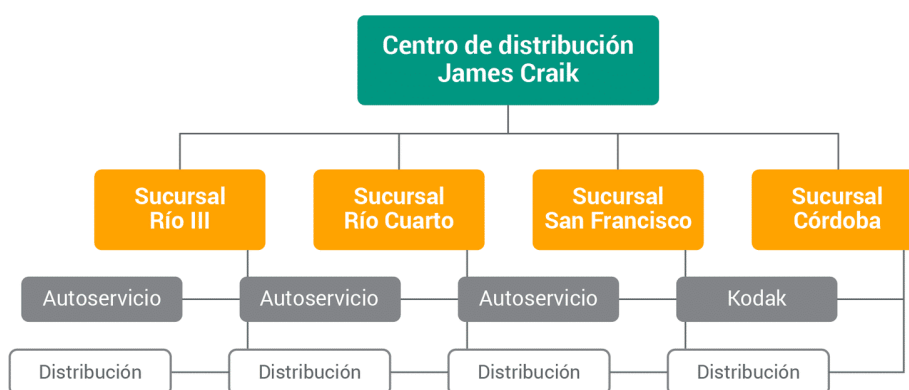 Centro de distribución
James Craik
Sucursal
Río III
Sucursal
Río Cuarto
Sucursal
San Francisco
Sucursal
Córdoba
Autoservicio
Autoservicio
Autoservicio
Kodak
Distribución
Distribución
Distribución
Distribución